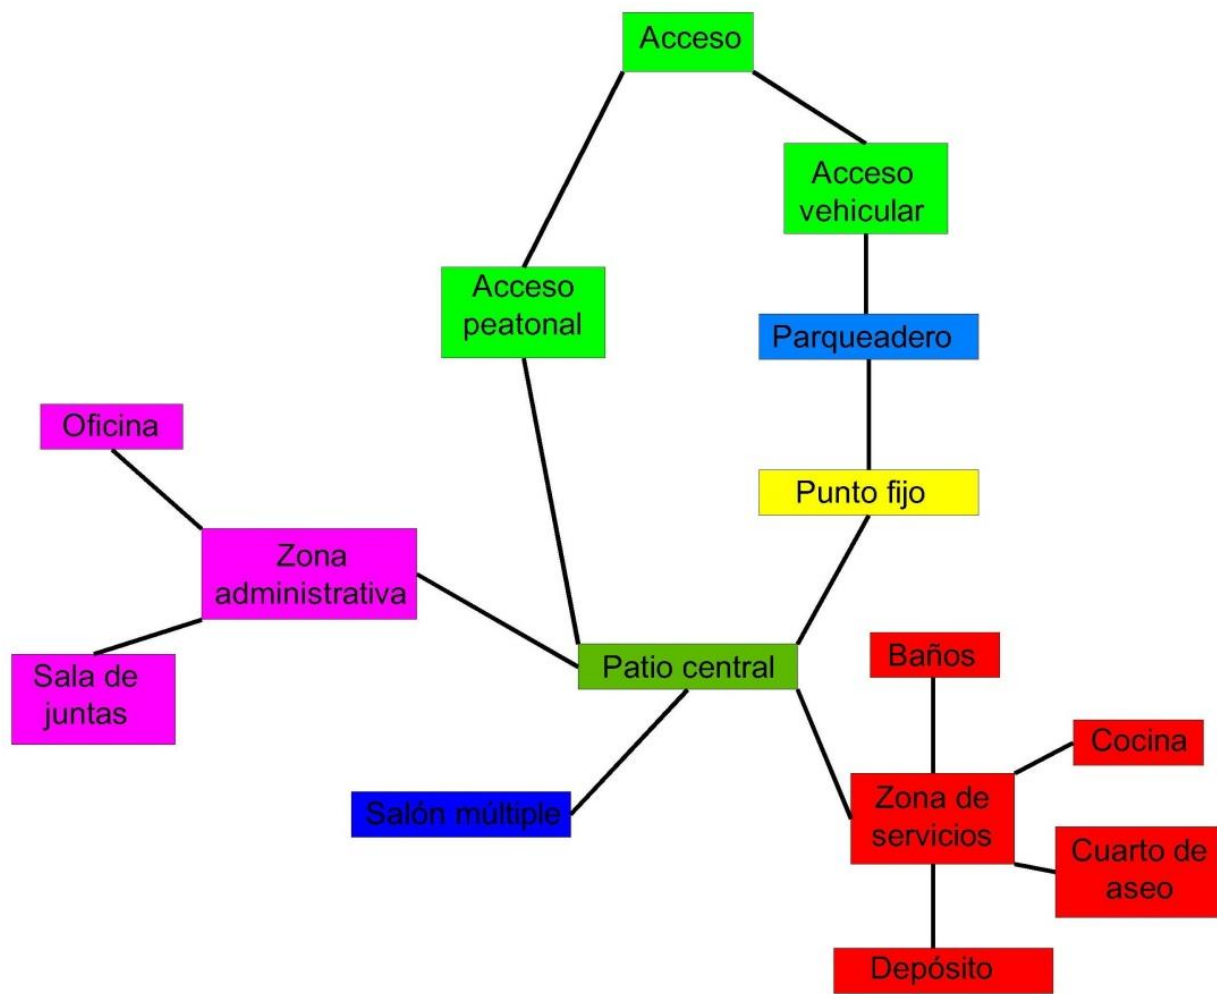 Acceso
Acceso
vehicular
Acceso
peatonal
Parqueadero
Oficina
Punto fijo
Zona
administrativa
Sala de
juntas
Patio central
Baños
Cocina
Salón múltiple
Zona de
servicios
Cuarto de
aseo
Depósito